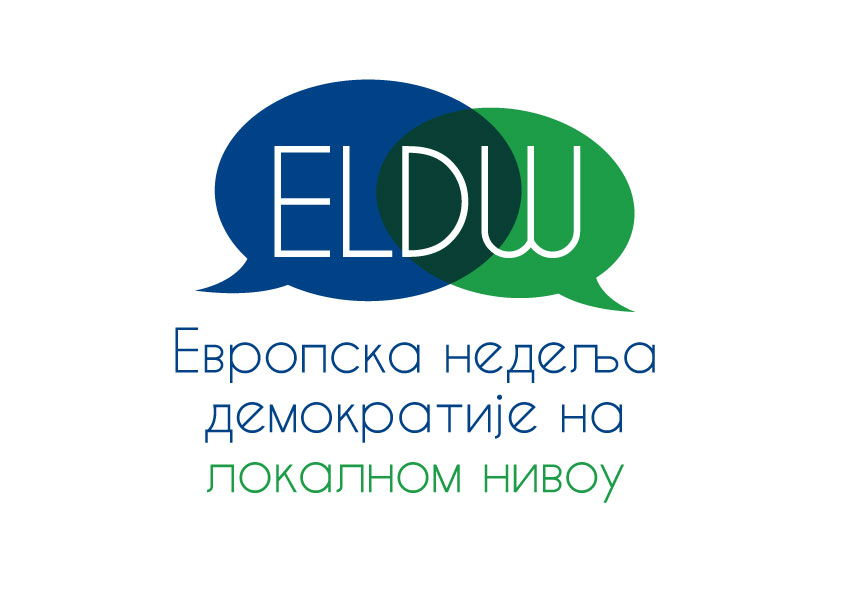 ELDW
Европска недеља
демократије на
локалном нивоу